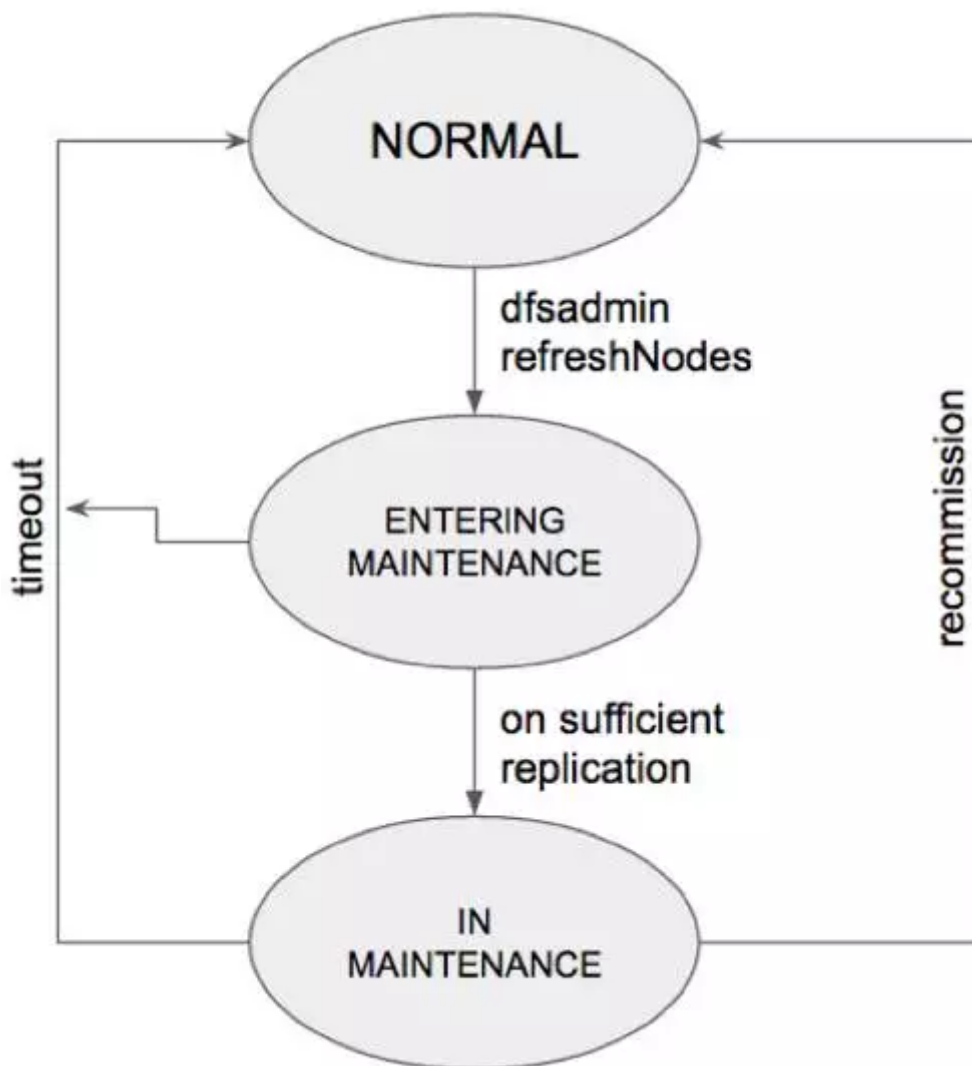 NORMAL
dfsadmin
refreshNodes
timeout
ENTERING
MAINTENANCE
recommission
on sufficient
replication
IN
MAINTENANCE